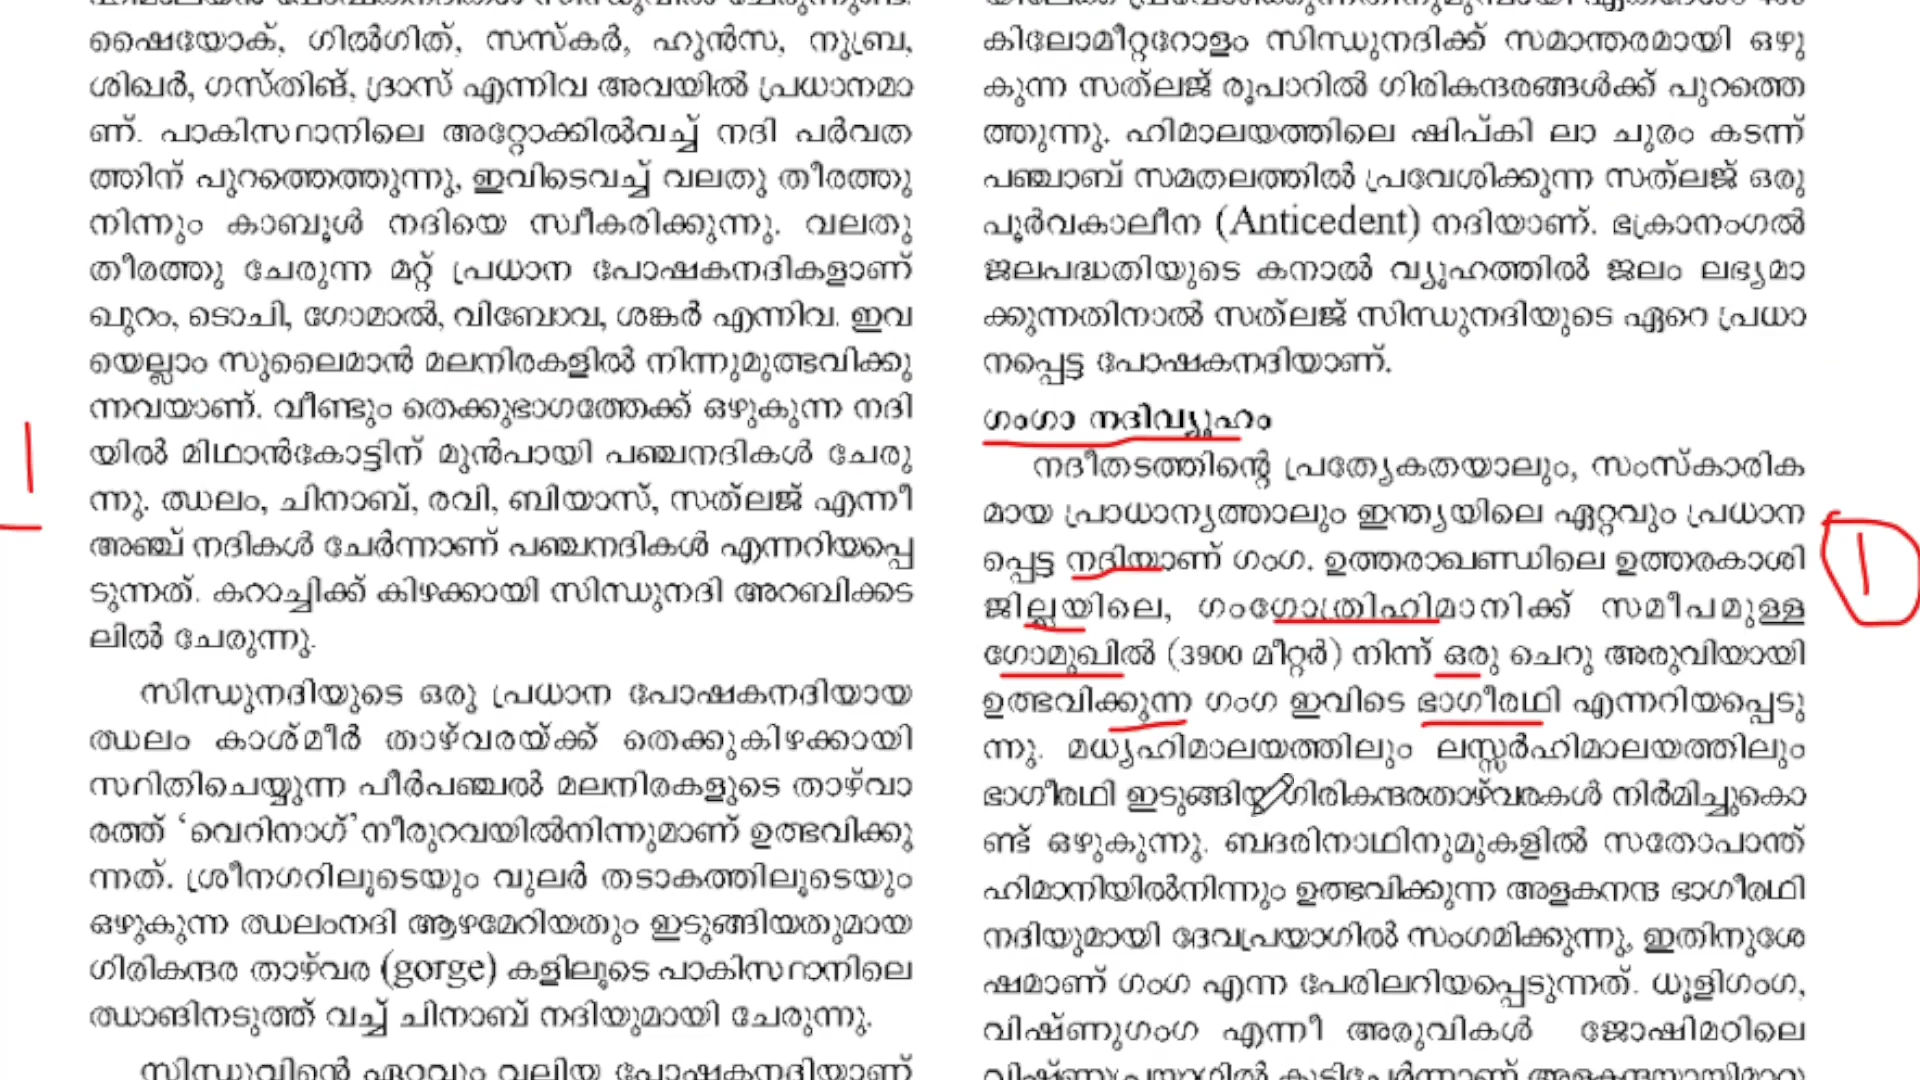 ഷൈയോക്, ഗിൽഗിത്, സസ്കർ, ഹുൻസ, നുബ്ര,
ശിഖർ, ഗസ്തിങ്, ദ്രാസ് എന്നിവ അവയിൽ പ്രധാനമാ
ണ്. പാകിസ്ഥാനിലെ അറ്റോക്കിൽവച്ച് നദി പർവത
ത്തിന് പുറത്തെത്തുന്നു, ഇവിടെവച്ച് വലതു തീരത്തു
നിന്നും കാബൂൾ നദിയെ സ്വീകരിക്കുന്നു. വലതു
തീരത്തു ചേരുന്ന മറ്റ് പ്രധാന പോഷകനദികളാണ്
ഖുറം, ടൊചി, ഗോമാൽ, വിബോവ, ശങ്കർ എന്നിവ. ഇവ
യെല്ലാം സുലൈമാൻ മലനിരകളിൽ നിന്നുമുത്ഭവിക്കു
ന്നവയാണ്. വീണ്ടും തെക്കുഭാഗത്തേക്ക് ഒഴുകുന്ന നദി
യിൽ മിഥാൻകോട്ടിന് മുൻപായി പഞ്ചനദികൾ ചേരു
ന്നു. ഝലം, ചിനാബ്, രവി, ബിയാസ്, സത്‌ലജ് എന്നീ
അഞ്ച് നദികൾ ചേർന്നാണ് പഞ്ചനദികൾ എന്നറിയപ്പെ
ടുന്നത്. കറാച്ചിക്ക് കിഴക്കായി സിന്ധുനദി അറബിക്കട
ലിൽ ചേരുന്നു.
സിന്ധുനദിയുടെ ഒരു പ്രധാന പോഷകനദിയായ
ഝലം കാശ്മീർ താഴ്‌വരയ്ക്ക് തെക്കുകിഴക്കായി
സ്ഥിതിചെയ്യുന്ന പീർപഞ്ചൽ മലനിരകളുടെ താഴ്‌വാ
രത്ത് ‘വെറിനാഗ്’ നീരുറവയിൽനിന്നുമാണ് ഉത്ഭവിക്കു
ന്നത്. ശ്രീനഗറിലൂടെയും വുലർ തടാകത്തിലൂടെയും
ഒഴുകുന്ന ഝലംനദി ആഴമേറിയതും ഇടുങ്ങിയതുമായ
ഗിരികന്ദര താഴ്‌വര (gorge) കളിലൂടെ പാകിസ്ഥാനിലെ
ഝാങിനടുത്ത് വച്ച് ചിനാബ് നദിയുമായി ചേരുന്നു.
സിന്ധുവിന്റെ ഏറ്റവും വലിയ പോഷകനദിയാണ്
കിലോമീറ്ററോളം സിന്ധുനദിക്ക് സമാന്തരമായി ഒഴു
കുന്ന സത്‌ലജ് രൂപാറിൽ ഗിരികന്ദരങ്ങൾക്ക് പുറത്തെ
ത്തുന്നു. ഹിമാലയത്തിലെ ഷിപ്കി ലാ ചുരം കടന്ന്
പഞ്ചാബ് സമതലത്തിൽ പ്രവേശിക്കുന്ന സത്‌ലജ് ഒരു
പൂർവകാലീന (Anticedent) നദിയാണ്. ഭക്രാനംഗൽ
ജലപദ്ധതിയുടെ കനാൽ വ്യൂഹത്തിൽ ജലം ലഭ്യമാ
ക്കുന്നതിനാൽ സത്‌ലജ് സിന്ധുനദിയുടെ ഏറെ പ്രധാ
നപ്പെട്ട പോഷകനദിയാണ്.
ഗംഗാ നദിവ്യൂഹം
നദീതടത്തിന്റെ പ്രത്യേകതയാലും, സംസ്കാരിക
മായ പ്രാധാന്യത്താലും ഇന്ത്യയിലെ ഏറ്റവും പ്രധാന
പ്പെട്ട നദിയാണ് ഗംഗ. ഉത്തരാഖണ്ഡിലെ ഉത്തരകാശി
ജില്ലയിലെ, ഗംഗോത്രിഹിമാനിക്ക് സമീപമുള്ള
ഗോമുഖിൽ (3900 മീറ്റർ) നിന്ന് ഒരു ചെറു അരുവിയായി
ഉത്ഭവിക്കുന്ന ഗംഗ ഇവിടെ ഭാഗീരഥി എന്നറിയപ്പെടു
ന്നു. മധ്യഹിമാലയത്തിലും ലസ്സർഹിമാലയത്തിലും
ഭാഗീരഥി ഇടുങ്ങിയ ഗിരികന്ദരതാഴ്‌വരകൾ നിർമിച്ചുകൊ
ണ്ട് ഒഴുകുന്നു. ബദരിനാഥിനുമുകളിൽ സതോപാന്ത്
ഹിമാനിയിൽനിന്നും ഉത്ഭവിക്കുന്ന അളകനന്ദ ഭാഗീരഥി
നദിയുമായി ദേവപ്രയാഗിൽ സംഗമിക്കുന്നു, ഇതിനുശേ
ഷമാണ് ഗംഗ എന്ന പേരിലറിയപ്പെടുന്നത്. ധൂളിഗംഗ,
വിഷ്ണുഗംഗ എന്നീ അരുവികൾ ജോഷിമഠിലെ